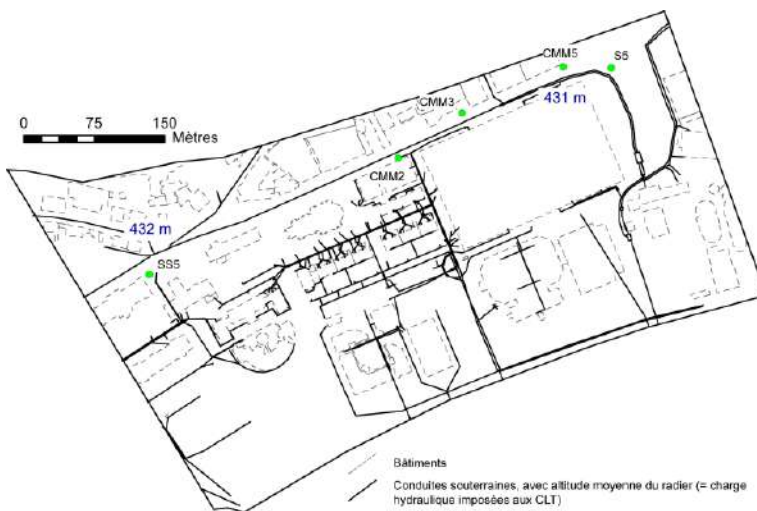 CMM5
S5
431 m
CMM3
0 75 150
Mètres
CMM2
432 m
SS5
Bâtiments
Conduites souterraines, avec altitude moyenne du radier (= charge
hydraulique imposées aux CLT)